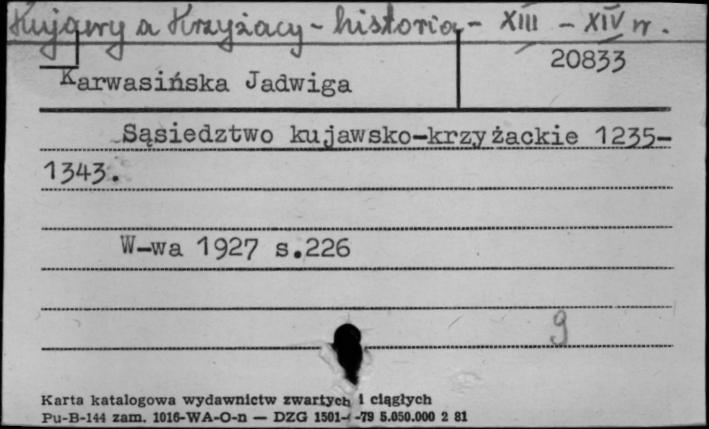 Kujawy a Krzyżacy - historia - XIII - XIV w.
20833
Karwasińska Jadwiga
Sąsiedztwo kujawsko-krzyżackie 1235-
1343.
W-wa 1927 s.226
g
Karta katalogowa wydawnictw zwartych i ciągłych
Pu-B-144 zam. 1016-WA-O-n — DZG 1501- -79 5.050.000 2 81